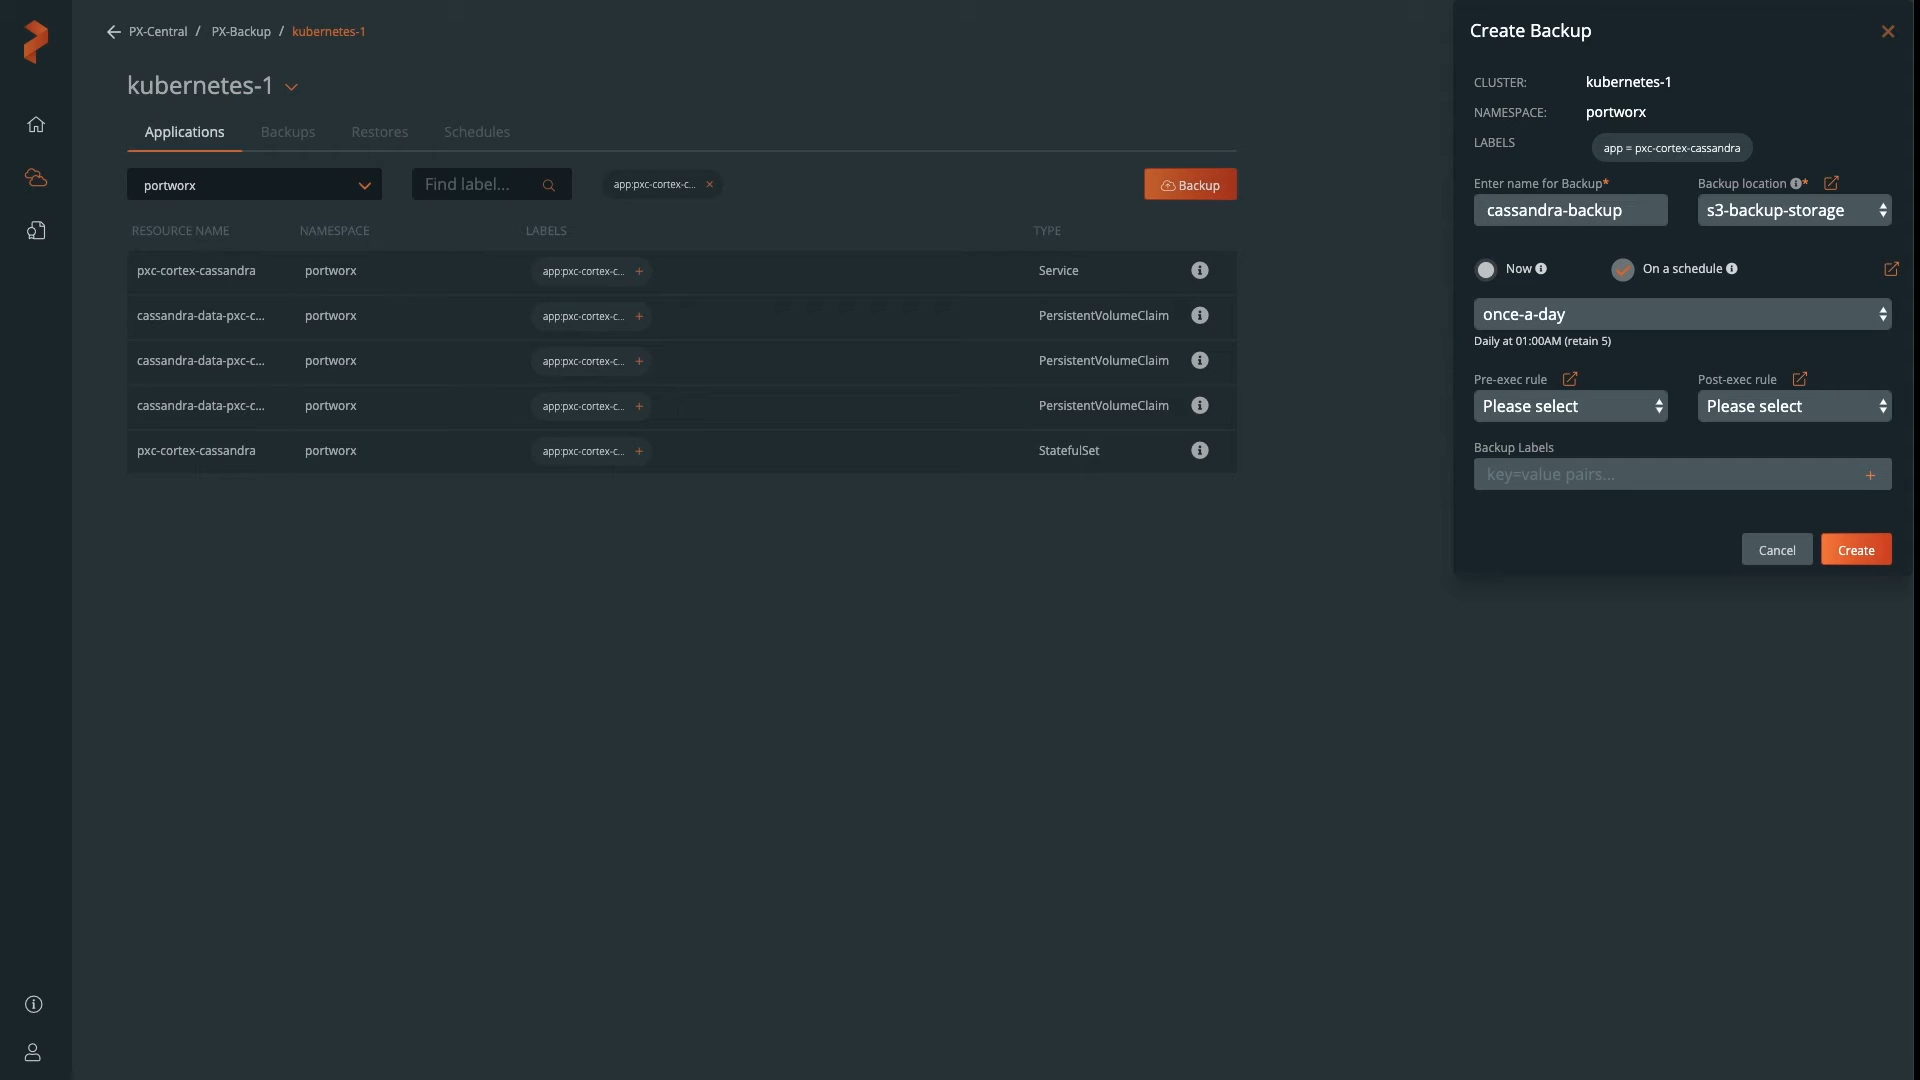 PX-Central / PX-Backup / kubernetes-1
kubernetes-1
Applications Backups Restores Schedules
portworx Find label... app:pxc-cortex-c... × Backup
RESOURCE NAME NAMESPACE LABELS TYPE
pxc-cortex-cassandra portworx app:pxc-cortex-c... + Service
cassandra-data-pxc-c... portworx app:pxc-cortex-c... + PersistentVolumeClaim
cassandra-data-pxc-c... portworx app:pxc-cortex-c... + PersistentVolumeClaim
cassandra-data-pxc-c... portworx app:pxc-cortex-c... + PersistentVolumeClaim
pxc-cortex-cassandra portworx app:pxc-cortex-c... + StatefulSet
Create Backup
CLUSTER: kubernetes-1
NAMESPACE: portworx
LABELS app = pxc-cortex-cassandra
Enter name for Backup* Backup location *
cassandra-backup s3-backup-storage
Now On a schedule
once-a-day
Daily at 01:00AM (retain 5)
Pre-exec rule Post-exec rule
Please select Please select
Backup Labels
key=value pairs... +
Cancel Create